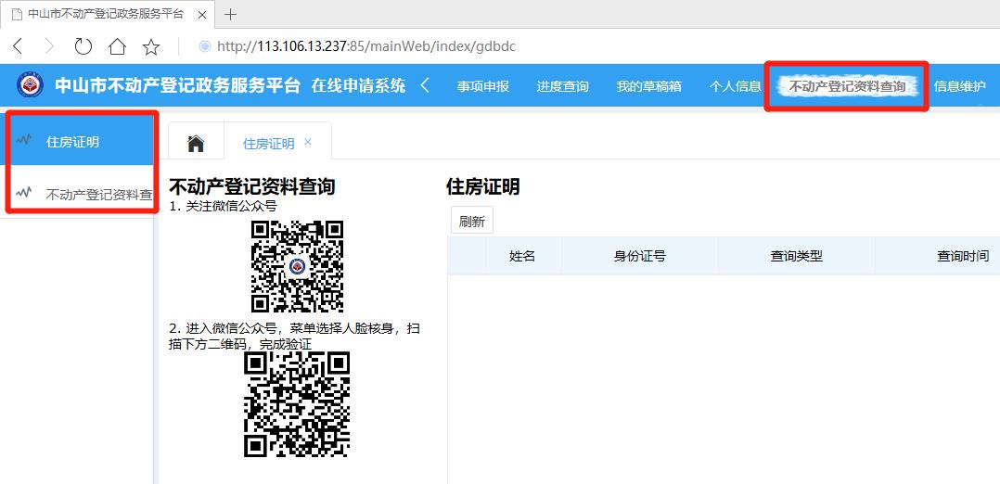 中山市不动产登记政务服务平台
http://113.106.13.237:85/mainWeb/index/gdbdc
中山市不动产登记政务服务平台 在线申请系统 事项申报 进度查询 我的草稿箱 个人信息 不动产登记资料查询 信息维护
住房证明
不动产登记资料查
住房证明
不动产登记资料查询
1. 关注微信公众号
2. 进入微信公众号，菜单选择人脸核身，扫
描下方二维码，完成验证
住房证明
刷新
姓名 身份证号 查询类型 查询时间